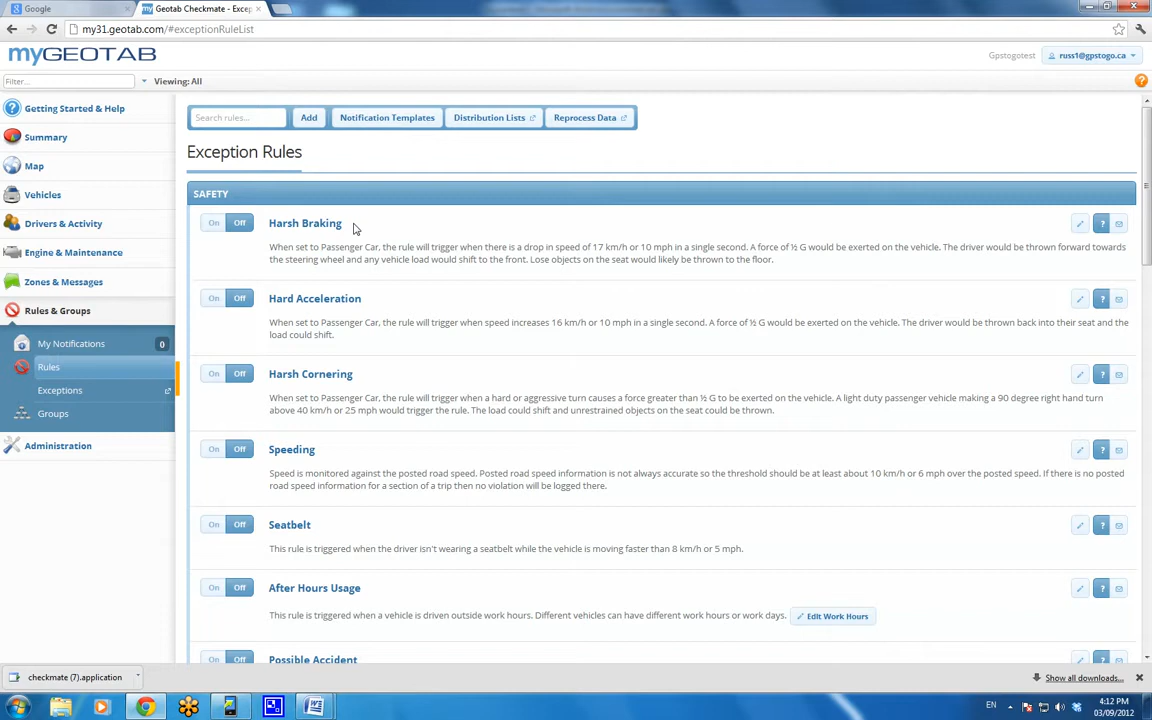 Google
Geotab Checkmate - Excep
my31.geotab.com/#exceptionRuleList
myGEOTAB
Gpstogotest
russ1@gpstogo.ca
Filter...
Viewing: All
Getting Started & Help
Summary
Map
Vehicles
Drivers & Activity
Engine & Maintenance
Zones & Messages
Rules & Groups
My Notifications 0
Rules
Exceptions
Groups
Administration
Search rules... Add Notification Templates Distribution Lists Reprocess Data
Exception Rules
SAFETY
On Off Harsh Braking ?
When set to Passenger Car, the rule will trigger when there is a drop in speed of 17 km/h or 10 mph in a single second. A force of ½ G would be exerted on the vehicle. The driver would be thrown forward towards
the steering wheel and any vehicle load would shift to the front. Lose objects on the seat would likely be thrown to the floor.
On Off Hard Acceleration ?
When set to Passenger Car, the rule will trigger when speed increases 16 km/h or 10 mph in a single second. A force of ½ G would be exerted on the vehicle. The driver would be thrown back into their seat and the
load could shift.
On Off Harsh Cornering ?
When set to Passenger Car, the rule will trigger when a hard or aggressive turn causes a force greater than ½ G to be exerted on the vehicle. A light duty passenger vehicle making a 90 degree right hand turn
above 40 km/h or 25 mph would trigger the rule. The load could shift and unrestrained objects on the seat could be thrown.
On Off Speeding ?
Speed is monitored against the posted road speed. Posted road speed information is not always accurate so the threshold should be at least about 10 km/h or 6 mph over the posted speed. If there is no posted
road speed information for a section of a trip then no violation will be logged there.
On Off Seatbelt ?
This rule is triggered when the driver isn't wearing a seatbelt while the vehicle is moving faster than 8 km/h or 5 mph.
On Off After Hours Usage ?
This rule is triggered when a vehicle is driven outside work hours. Different vehicles can have different work hours or work days. Edit Work Hours
On Off Possible Accident ?
checkmate (7).application
Show all downloads...
EN
4:12 PM
03/09/2012